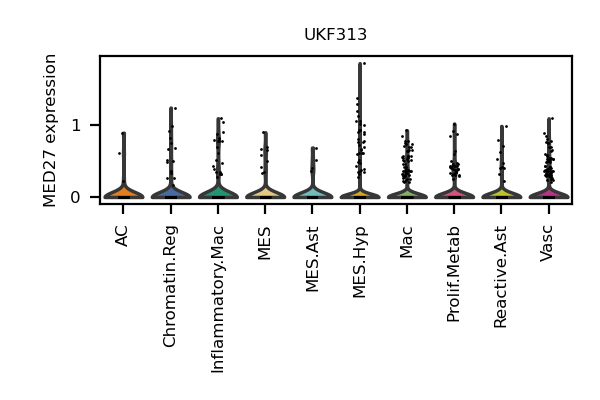 UKF313
MED27 expression
1
0
AC
Chromatin.Reg
Inflammatory.Mac
MES
MES.Ast
MES.Hyp
Mac
Prolif.Metab
Reactive.Ast
Vasc